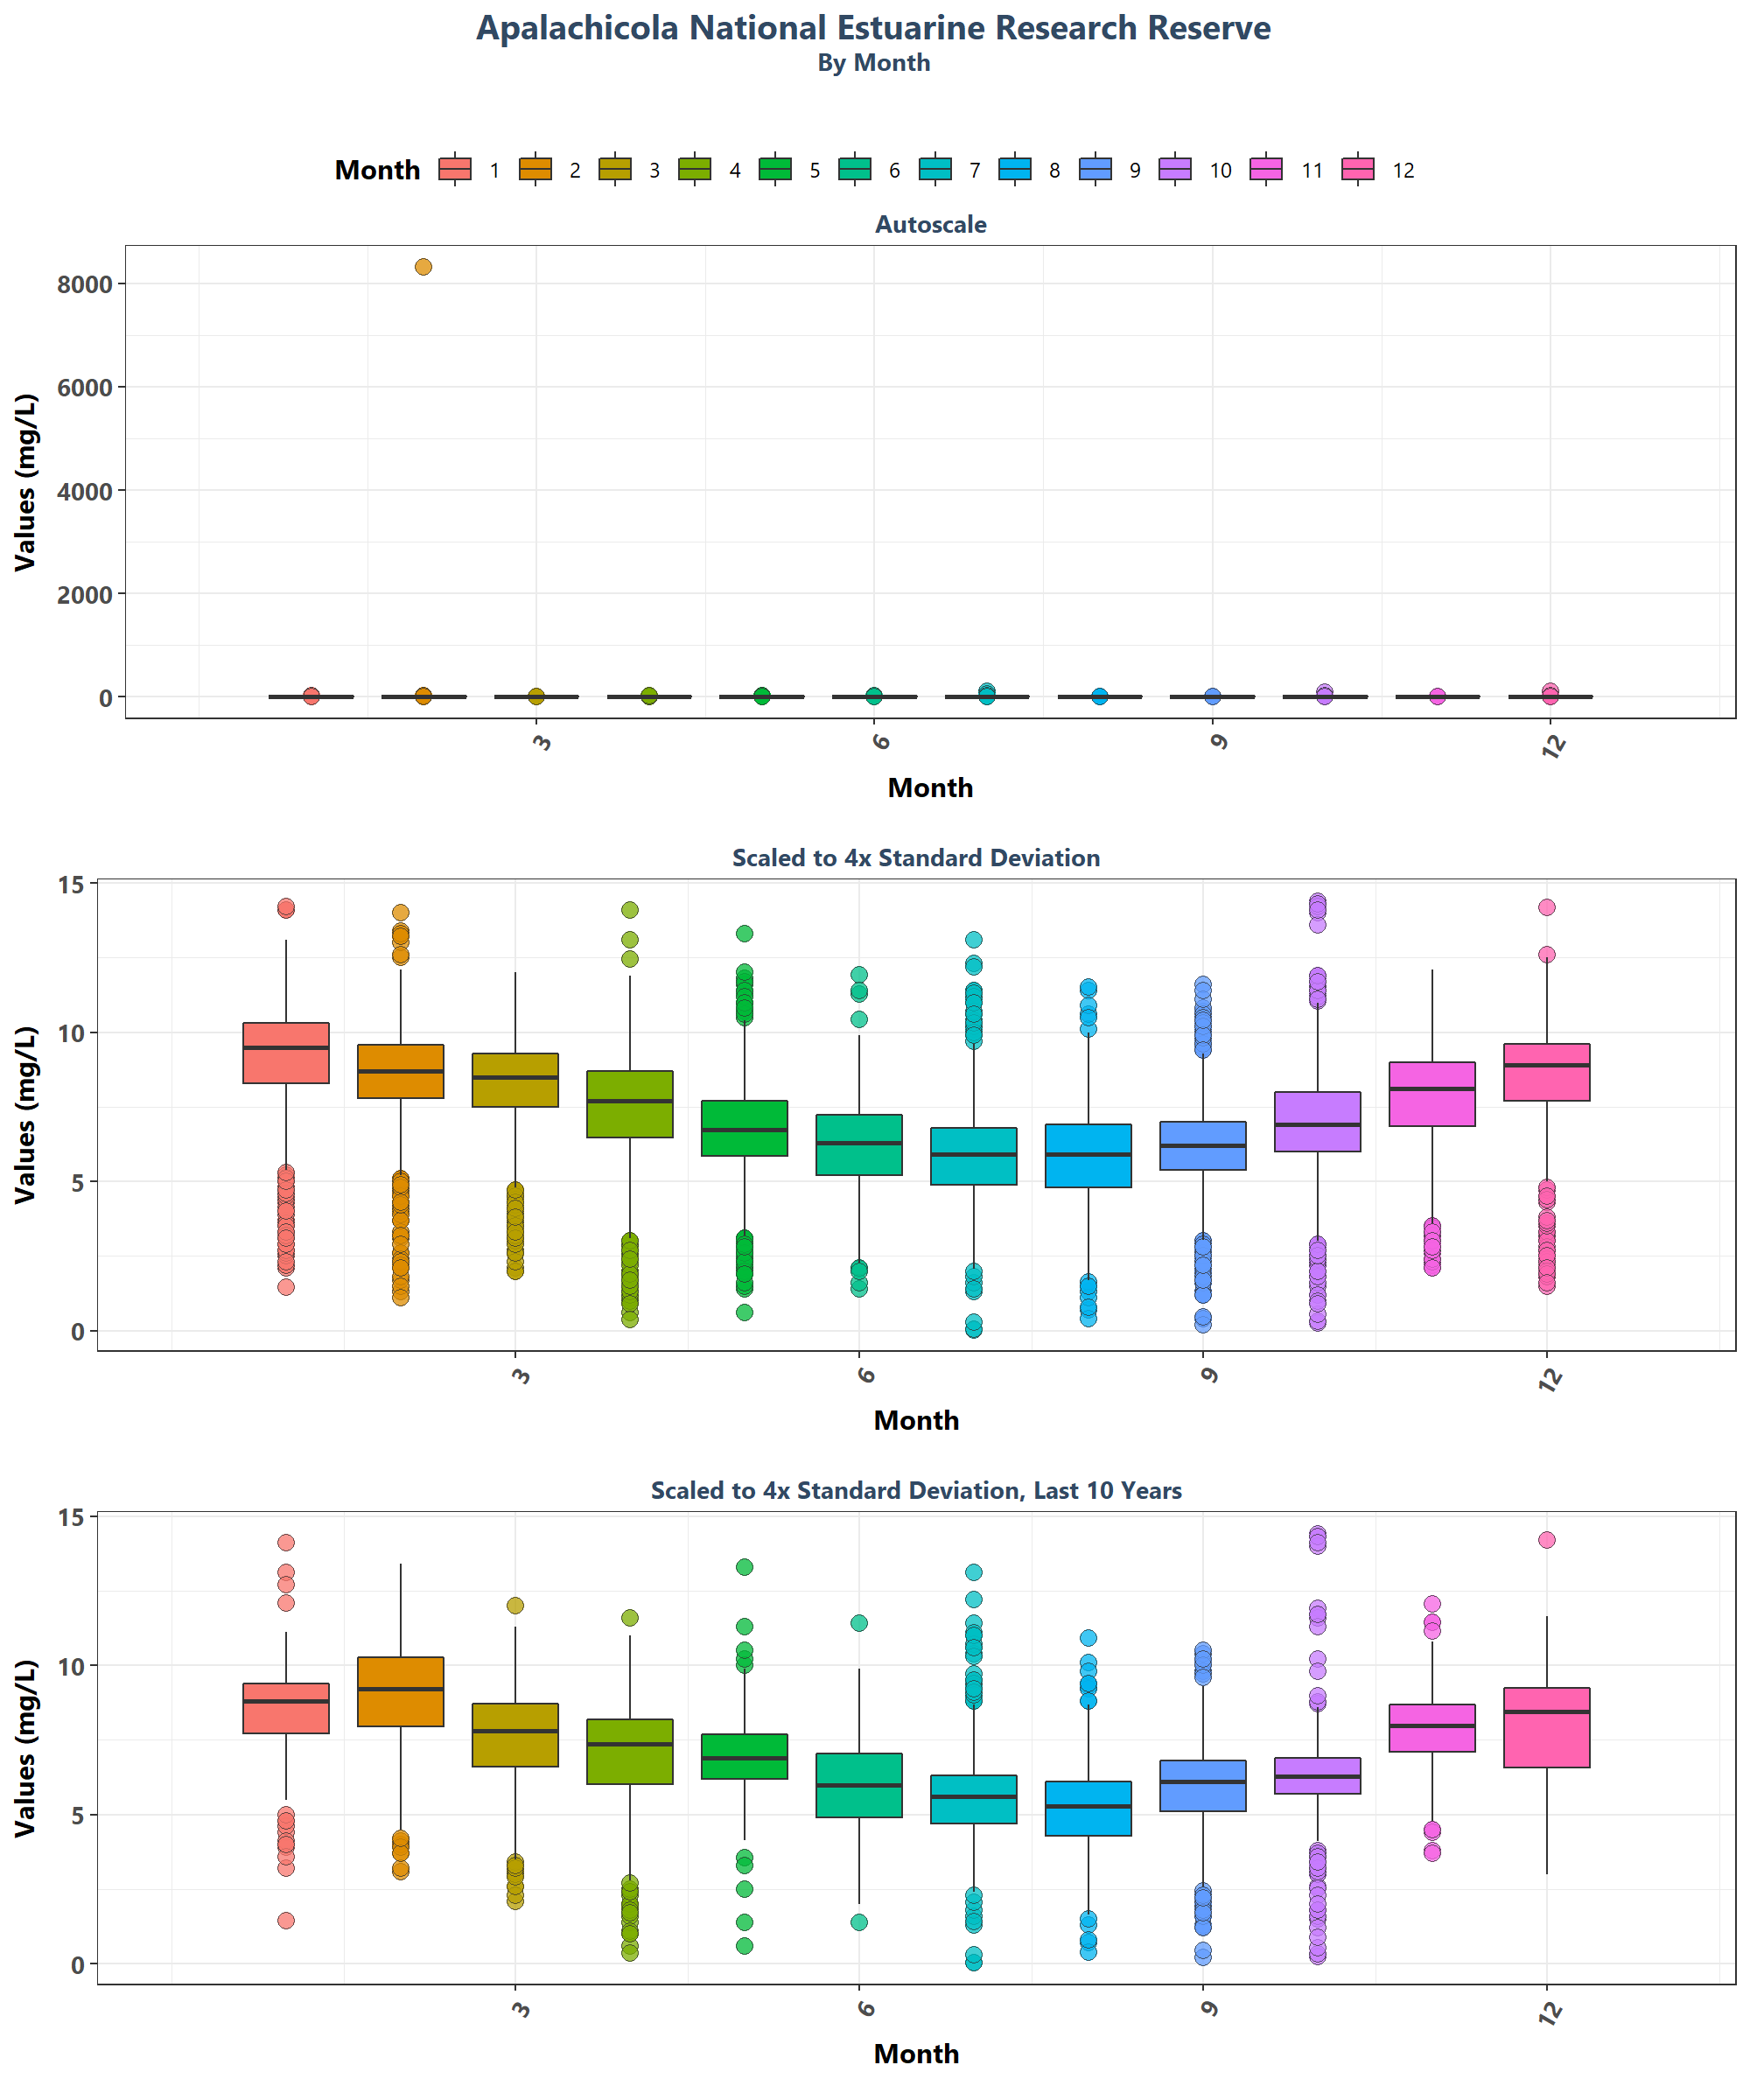 Apalachicola National Estuarine Research Reserve
By Month
Month 1 2 3 4 5 6 7 8 9 10 11 12
Autoscale
8000
6000
4000
2000
0
Values (mg/L)
3 6 9 12
Month
Scaled to 4x Standard Deviation
15
10
5
0
Values (mg/L)
3 6 9 12
Month
Scaled to 4x Standard Deviation, Last 10 Years
15
10
5
0
Values (mg/L)
3 6 9 12
Month